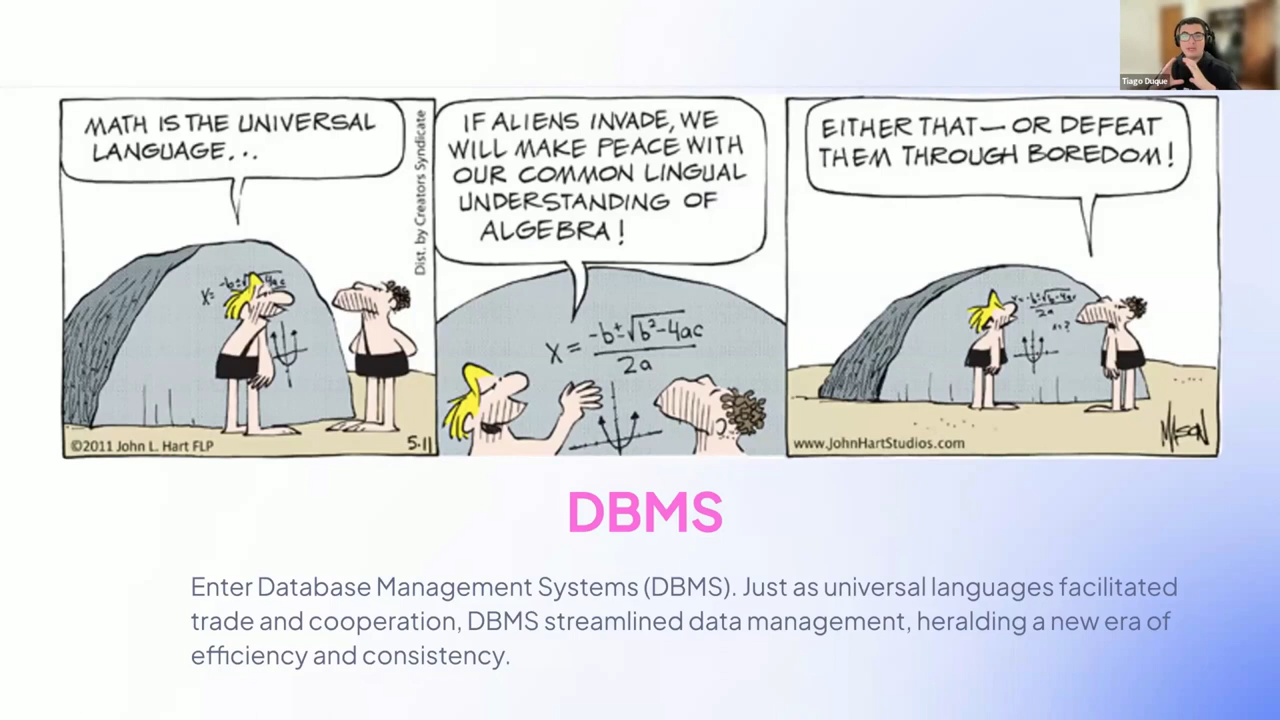 Tiago Duque
MATH IS THE UNIVERSAL
LANGUAGE...
Dist. by Creators Syndicate
©2011 John L. Hart FLP
5·11
IF ALIENS INVADE, WE
WILL MAKE PEACE WITH
OUR COMMON LINGUAL
UNDERSTANDING OF
ALGEBRA!
X = -b±√b²-4ac
2a
EITHER THAT—OR DEFEAT
THEM THROUGH BOREDOM!
www.JohnHartStudios.com
MASON
DBMS
Enter Database Management Systems (DBMS). Just as universal languages facilitated
trade and cooperation, DBMS streamlined data management, heralding a new era of
efficiency and consistency.